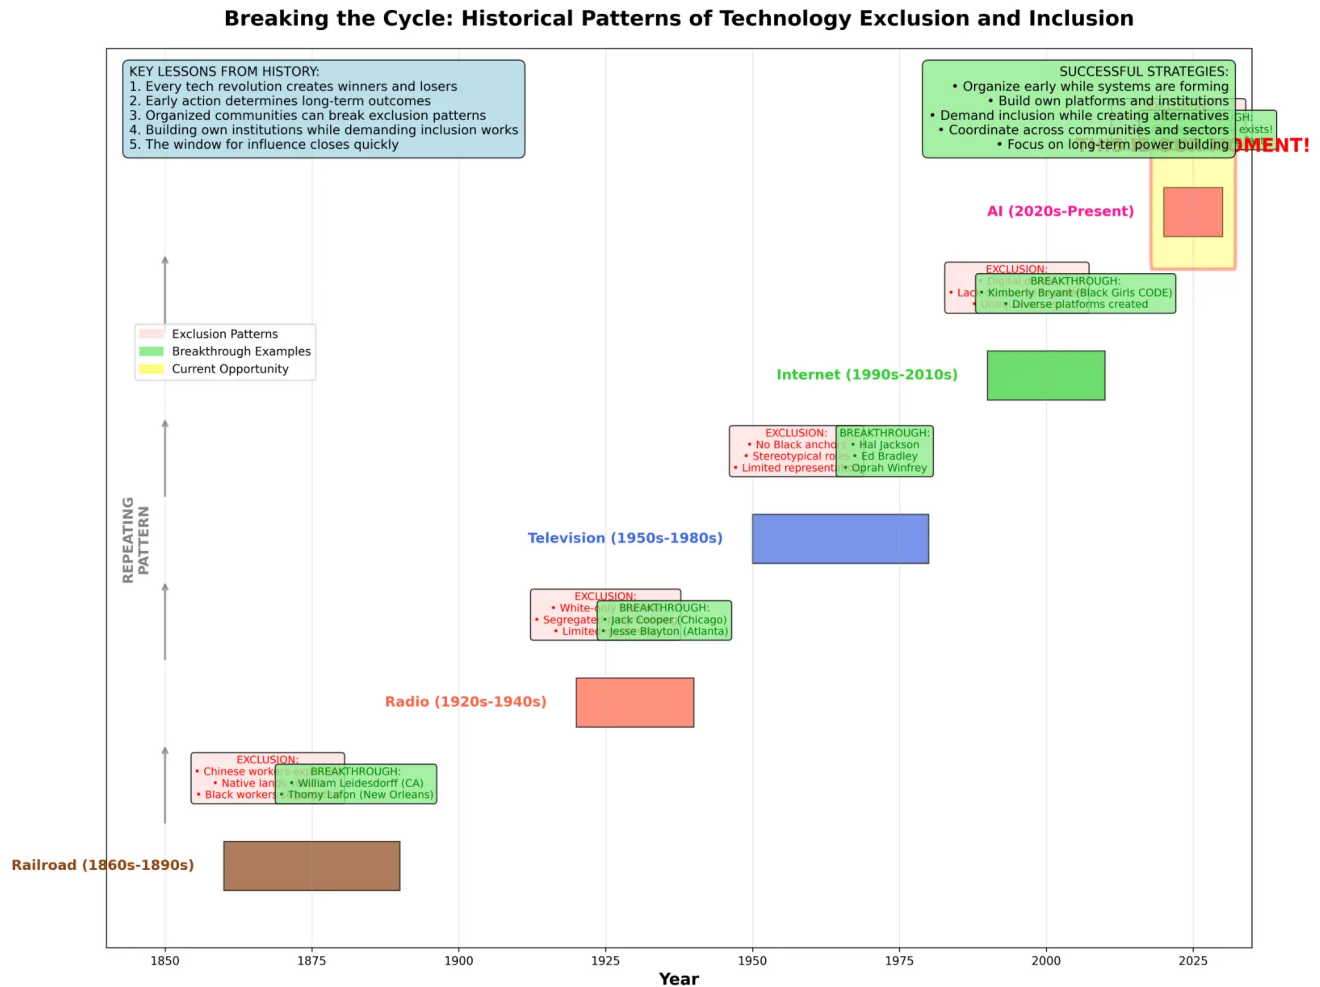 Breaking the Cycle: Historical Patterns of Technology Exclusion and Inclusion
KEY LESSONS FROM HISTORY:
1. Every tech revolution creates winners and losers
2. Early action determines long-term outcomes
3. Organized communities can break exclusion patterns
4. Building own institutions while demanding inclusion works
5. The window for influence closes quickly
SUCCESSFUL STRATEGIES:
• Organize early while systems are forming
• Build own platforms and institutions
• Demand inclusion while creating alternatives
• Coordinate across communities and sectors
• Focus on long-term power building
exists!
AI (2020s-Present)
EXCLUSION:
• Digital
BREAKTHROUGH:
• Kimberly Bryant (Black Girls CODE)
• Diverse platforms created
Exclusion Patterns
Breakthrough Examples
Current Opportunity
Internet (1990s-2010s)
EXCLUSION:
• No Black anchors
• Stereotypical roles
• Limited
BREAKTHROUGH:
• Hal Jackson
• Ed Bradley
• Oprah Winfrey
REPEATING
PATTERN
Television (1950s-1980s)
EXCLUSION:
• Limited
BREAKTHROUGH:
• Jack Cooper (Chicago)
• Jesse Blayton (Atlanta)
Radio (1920s-1940s)
EXCLUSION:
• Chinese workers
• Native
• Black workers
BREAKTHROUGH:
• William Leidesdorff (CA)
• Thomy Lafon (New Orleans)
Railroad (1860s-1890s)
1850
1875
1900
1925
1950
1975
2000
2025
Year